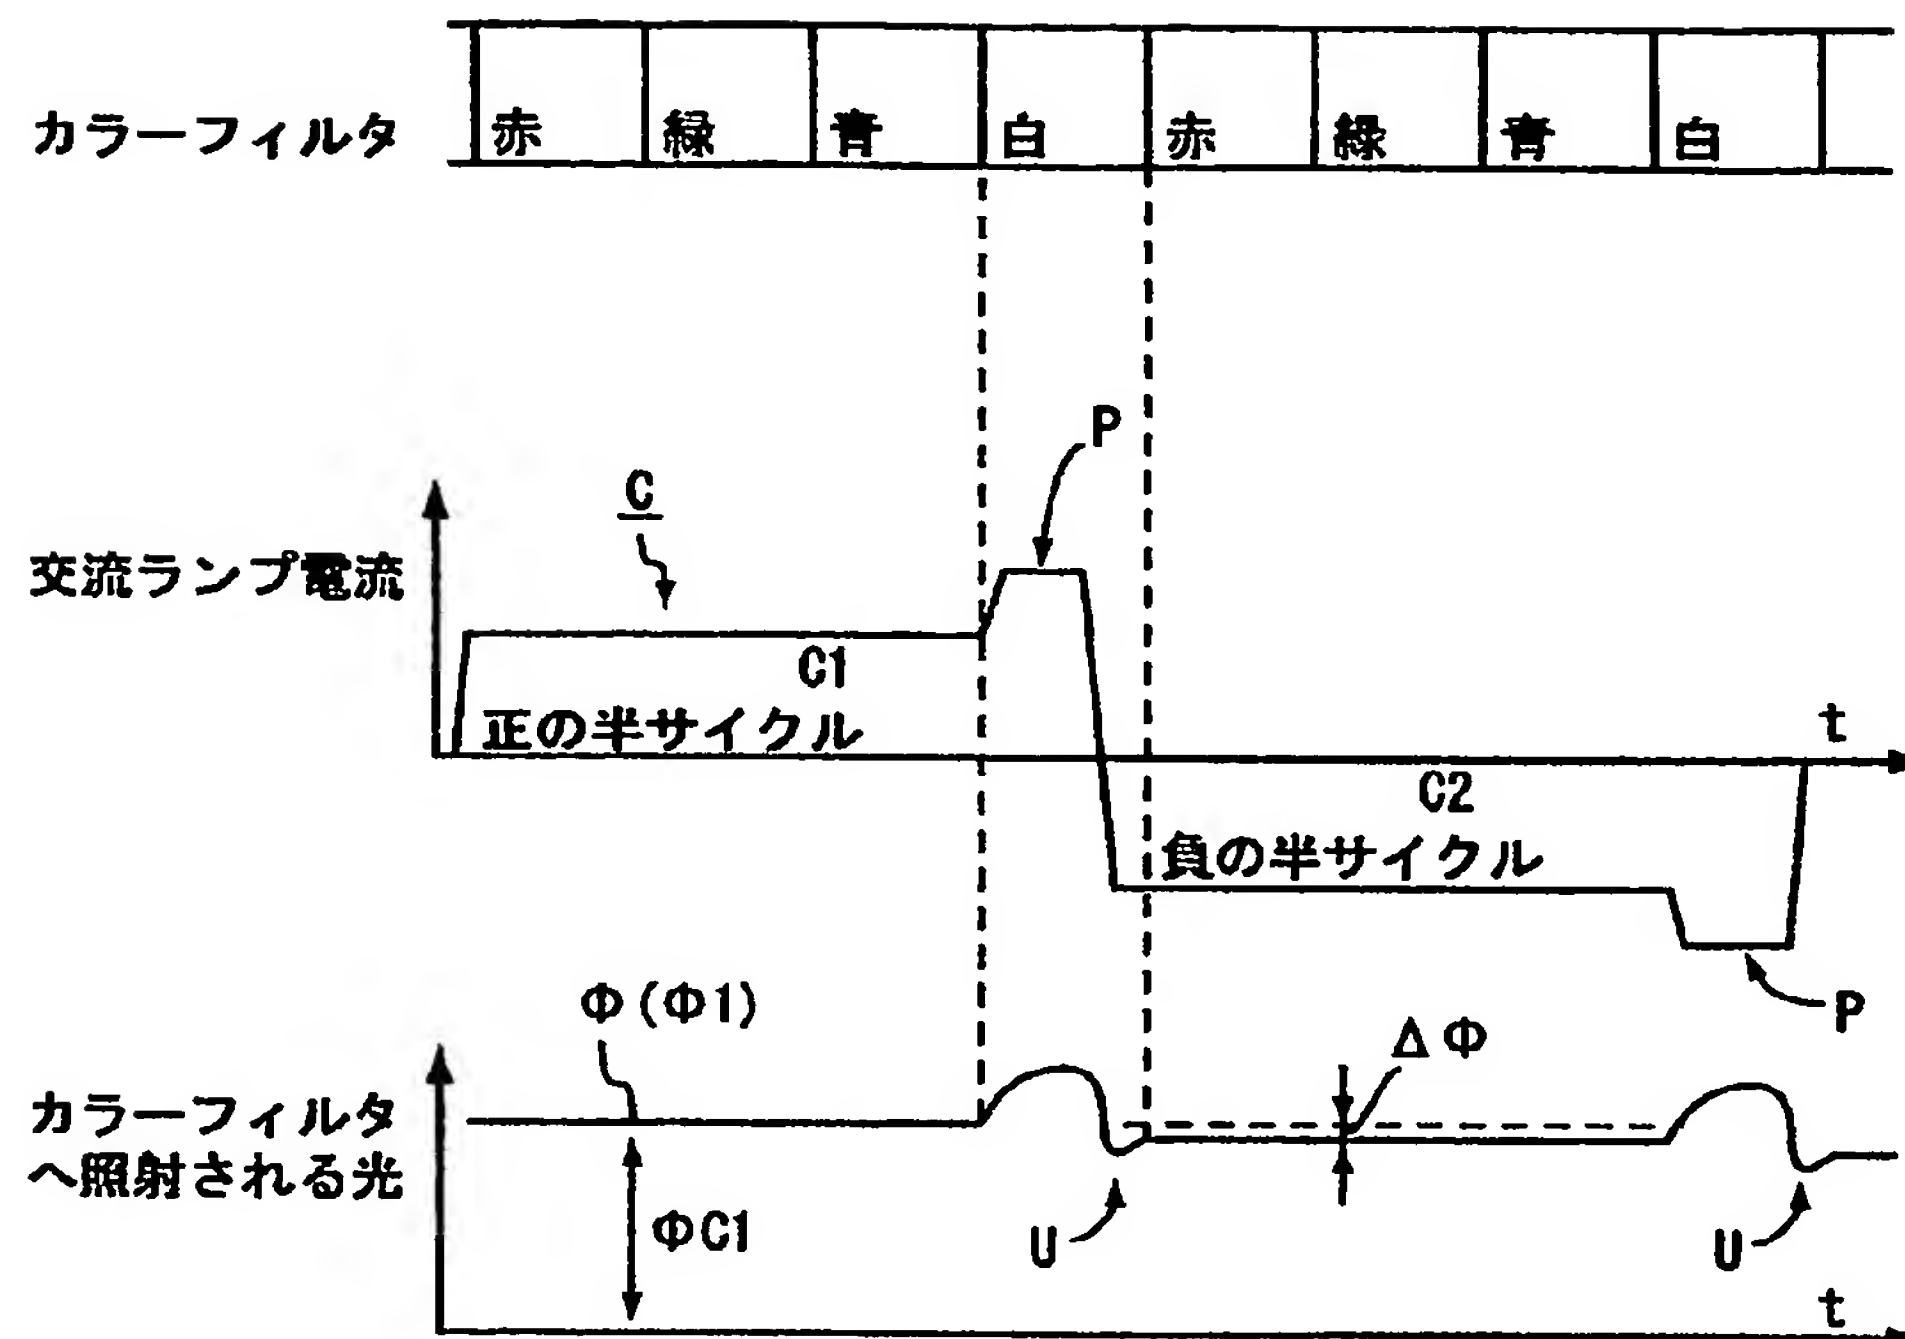 カラーフィルタ
赤 緑 青 白 赤 緑 青 白
P
C
交流ランプ電流
C1
正の半サイクル
t
C2
負の半サイクル
P
Φ(Φ1)
ΔΦ
カラーフィルタ
へ照射される光
ΦC1
U
U
t